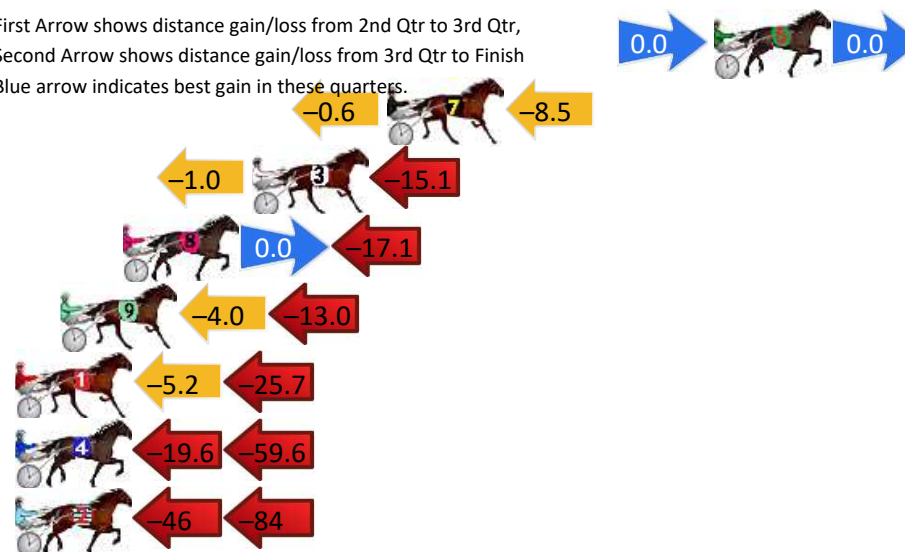 First Arrow shows distance gain/loss from 2nd Qtr to 3rd Qtr,
Second Arrow shows distance gain/loss from 3rd Qtr to Finish
Blue arrow indicates best gain in these quarters.
0.0 0.0
–0.6 7 –8.5
–1.0 3 –15.1
8 0.0 –17.1
9 –4.0 –13.0
1 –5.2 –25.7
4 –19.6 –59.6
–46 –84